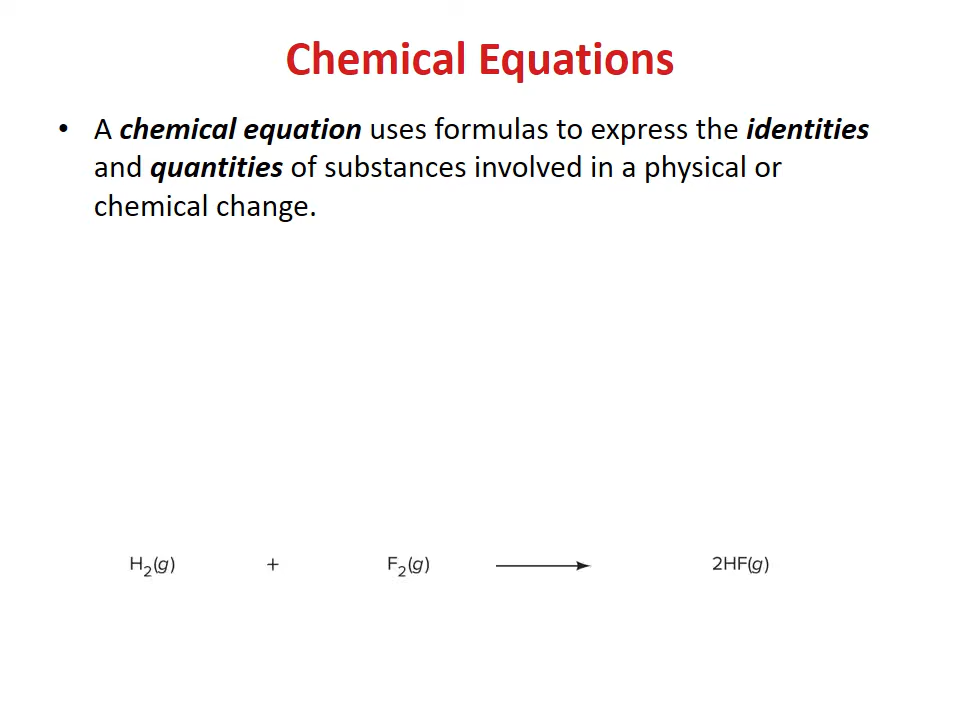 Chemical Equations
• A chemical equation uses formulas to express the identities
and quantities of substances involved in a physical or
chemical change.
H₂(g) + F₂(g) ⟶ 2HF(g)